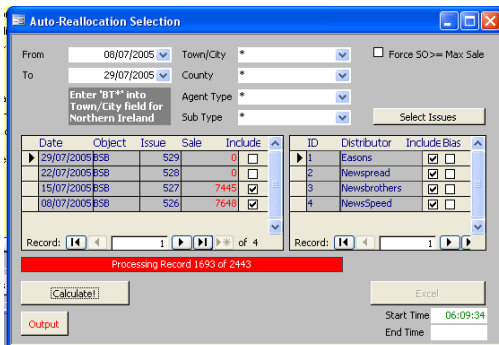 Auto-Reallocation Selection
From 08/07/2005 Town/City * Force SO>= Max Sale
To 29/07/2005 County *
Enter 'BT*' into
Town/City field for
Northern Ireland
Agent Type *
Sub Type * Select Issues
Date Object Issue Sale Include
29/07/2005 BSB 529 0
22/07/2005 BSB 528 0
15/07/2005 BSB 527 7445
08/07/2005 BSB 526 7648
Record: 1 of 4
ID Distributor Include Bias
1 Easons
2 Newspread
3 Newsbrothers
4 NewsSpeed
Record: 1
Processing Record 1693 of 2443
Calculate! Excel
Output
Start Time 06:09:34
End Time